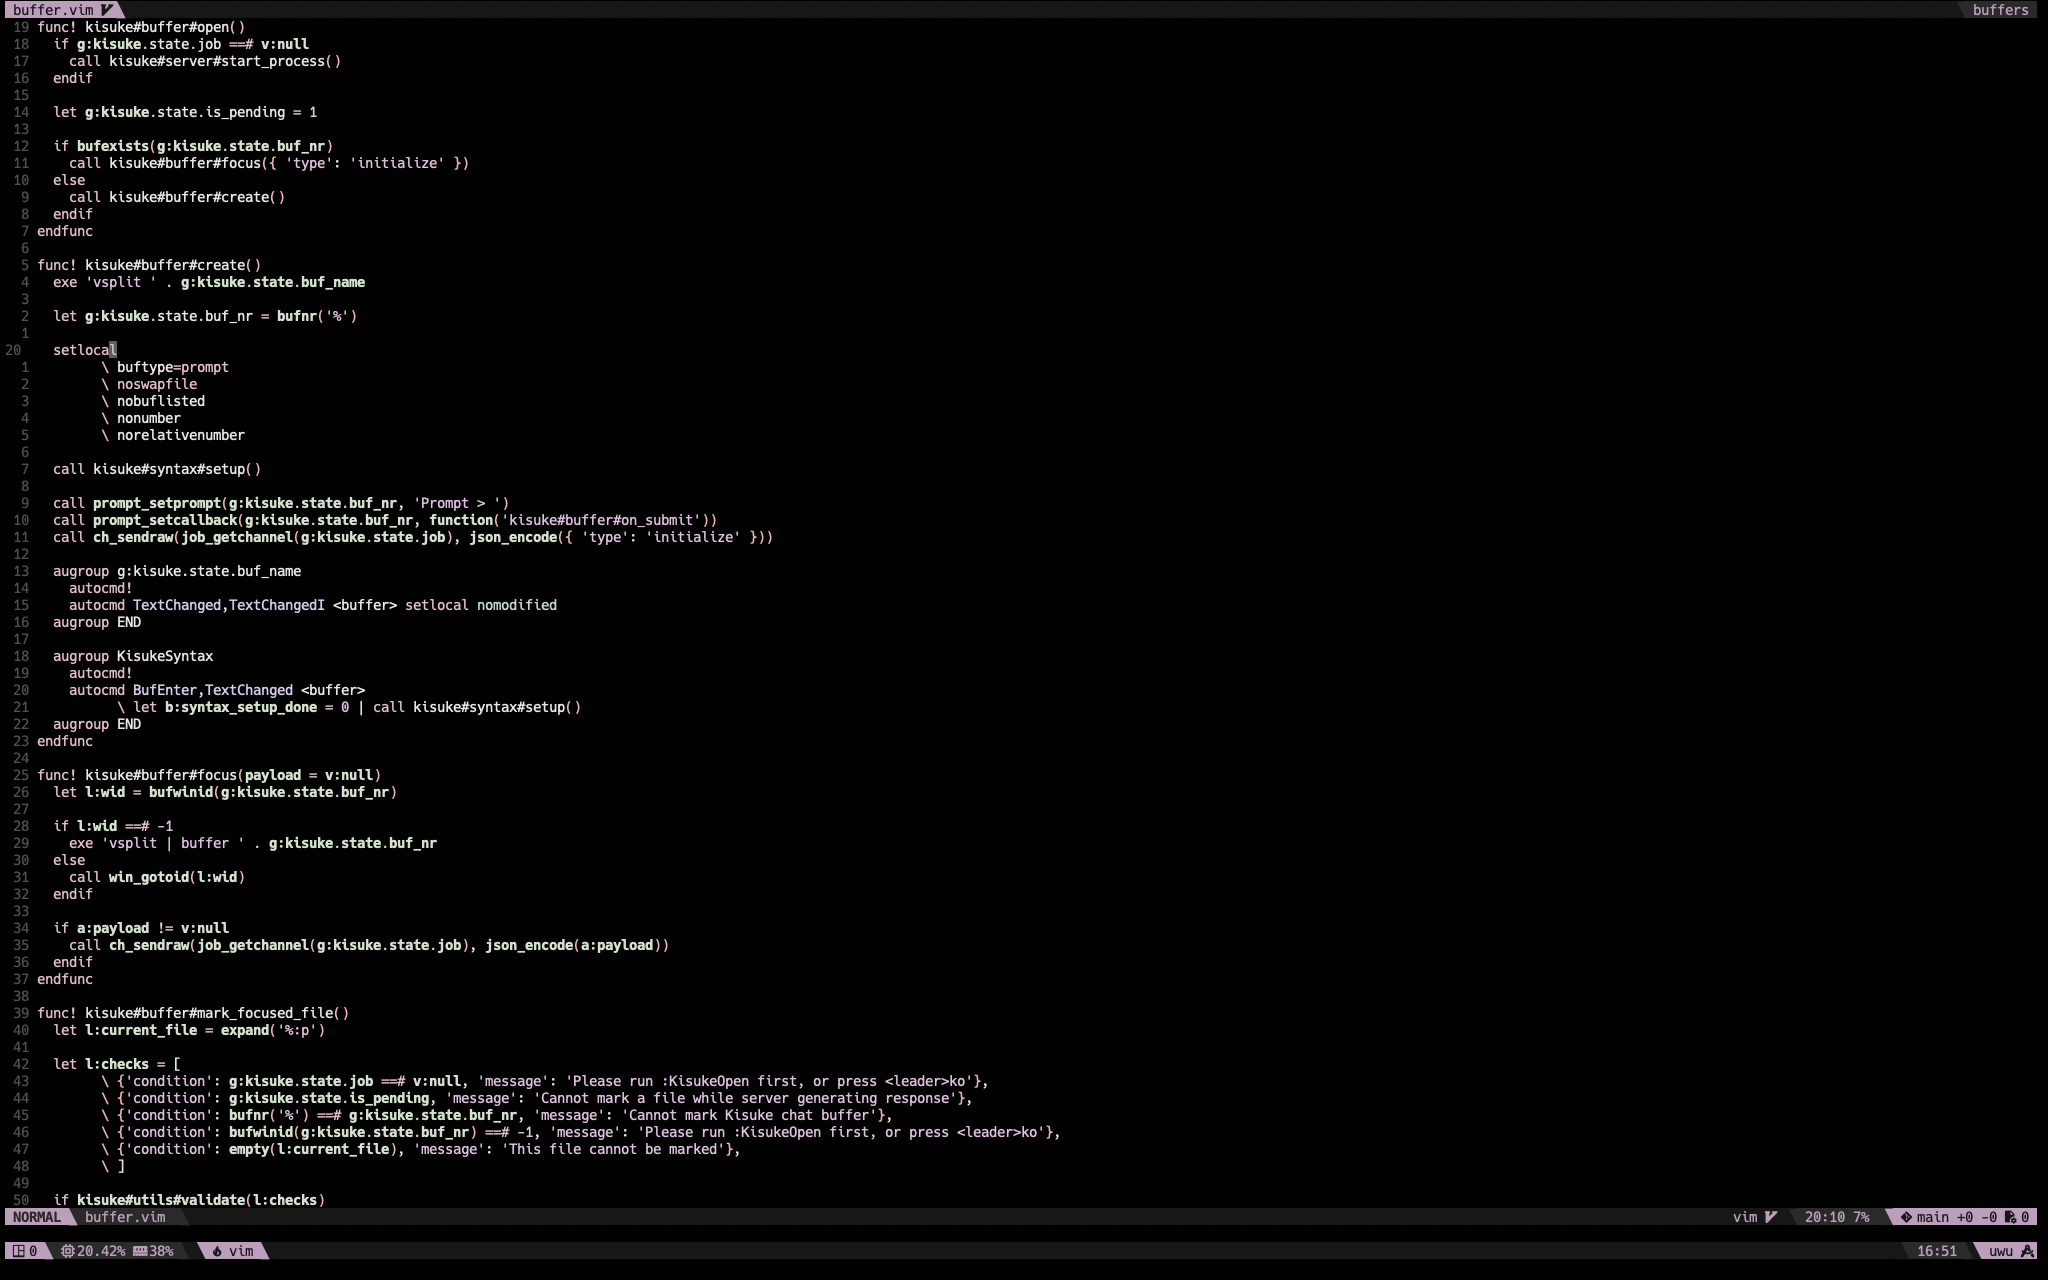 buffer.vim buffers
19 func! kisuke#buffer#open()
18   if g:kisuke.state.job ==# v:null
17     call kisuke#server#start_process()
16   endif
15
14   let g:kisuke.state.is_pending = 1
13
12   if bufexists(g:kisuke.state.buf_nr)
11     call kisuke#buffer#focus({ 'type': 'initialize' })
10   else
9     call kisuke#buffer#create()
8   endif
7 endfunc
6
5 func! kisuke#buffer#create()
4   exe 'vsplit ' . g:kisuke.state.buf_name
3
2   let g:kisuke.state.buf_nr = bufnr('%')
1
20   setlocal
1         \ buftype=prompt
2         \ noswapfile
3         \ nobuflisted
4         \ nonumber
5         \ norelativenumber
6
7   call kisuke#syntax#setup()
8
9   call prompt_setprompt(g:kisuke.state.buf_nr, 'Prompt > ')
10   call prompt_setcallback(g:kisuke.state.buf_nr, function('kisuke#buffer#on_submit'))
11   call ch_sendraw(job_getchannel(g:kisuke.state.job), json_encode({ 'type': 'initialize' }))
12
13   augroup g:kisuke.state.buf_name
14     autocmd!
15     autocmd TextChanged,TextChangedI <buffer> setlocal nomodified
16   augroup END
17
18   augroup KisukeSyntax
19     autocmd!
20     autocmd BufEnter,TextChanged <buffer>
21           \ let b:syntax_setup_done = 0 | call kisuke#syntax#setup()
22   augroup END
23 endfunc
24
25 func! kisuke#buffer#focus(payload = v:null)
26   let l:wid = bufwinid(g:kisuke.state.buf_nr)
27
28   if l:wid ==# -1
29     exe 'vsplit | buffer ' . g:kisuke.state.buf_nr
30   else
31     call win_gotoid(l:wid)
32   endif
33
34   if a:payload != v:null
35     call ch_sendraw(job_getchannel(g:kisuke.state.job), json_encode(a:payload))
36   endif
37 endfunc
38
39 func! kisuke#buffer#mark_focused_file()
40   let l:current_file = expand('%:p')
41
42   let l:checks = [
43         \ {'condition': g:kisuke.state.job ==# v:null, 'message': 'Please run :KisukeOpen first, or press <leader>ko'},
44         \ {'condition': g:kisuke.state.is_pending, 'message': 'Cannot mark a file while server generating response'},
45         \ {'condition': bufnr('%') ==# g:kisuke.state.buf_nr, 'message': 'Cannot mark Kisuke chat buffer'},
46         \ {'condition': bufwinid(g:kisuke.state.buf_nr) ==# -1, 'message': 'Please run :KisukeOpen first, or press <leader>ko'},
47         \ {'condition': empty(l:current_file), 'message': 'This file cannot be marked'},
48         \ ]
49
50   if kisuke#utils#validate(l:checks)
NORMAL buffer.vim vim 20:10 7% main +0 -0 0
0 20.42% 38% vim 16:51 uwu